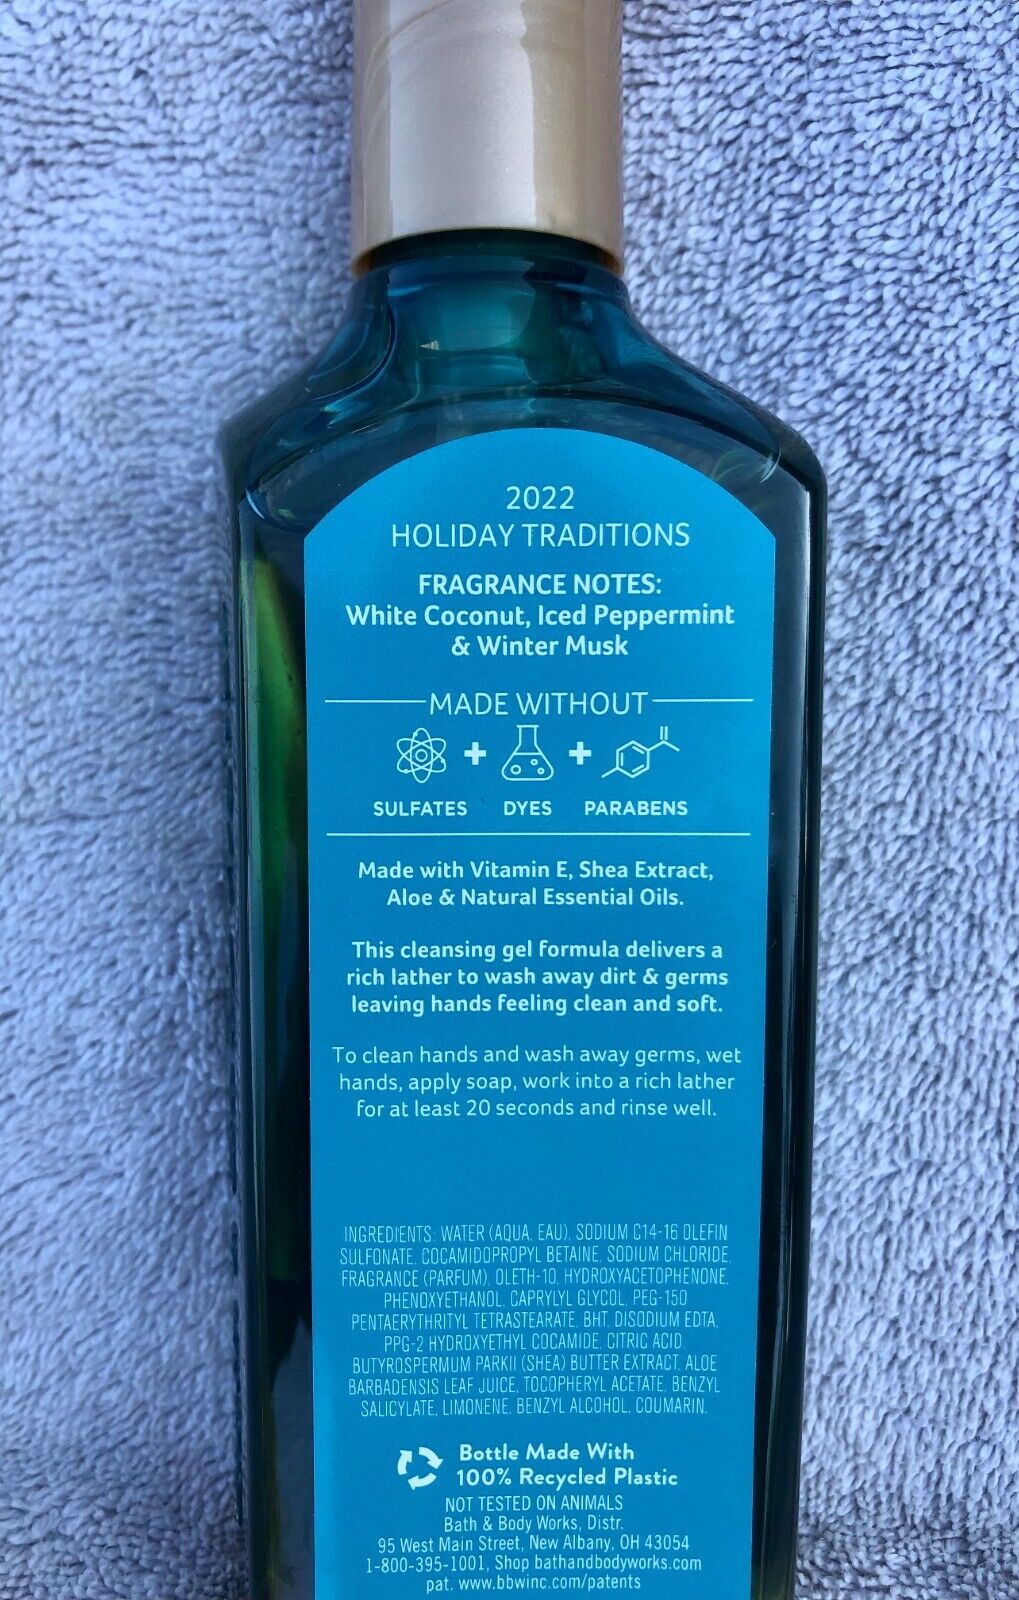 2022
HOLIDAY TRADITIONS
FRAGRANCE NOTES:
White Coconut, Iced Peppermint
& Winter Musk
MADE WITHOUT
+ +
SULFATES DYES PARABENS
Made with Vitamin E, Shea Extract,
Aloe & Natural Essential Oils.
This cleansing gel formula delivers a
rich lather to wash away dirt & germs
leaving hands feeling clean and soft.
To clean hands and wash away germs, wet
hands, apply soap, work into a rich lather
for at least 20 seconds and rinse well.
INGREDIENTS: WATER (AQUA, EAU), SODIUM C14-16 OLEFIN
SULFONATE, COCAMIDOPROPYL BETAINE, SODIUM CHLORIDE,
FRAGRANCE (PARFUM), OLETH-10, HYDROXYACETOPHENONE,
PHENOXYETHANOL, CAPRYLYL GLYCOL, PEG-150
PENTAERYTHRITYL TETRASTEARATE, BHT, DISODIUM EDTA,
PPG-2 HYDROXYETHYL COCAMIDE, CITRIC ACID,
BUTYROSPERMUM PARKII (SHEA) BUTTER EXTRACT, ALOE
BARBADENSIS LEAF JUICE, TOCOPHERYL ACETATE, BENZYL
SALICYLATE, LIMONENE, BENZYL ALCOHOL, COUMARIN.
Bottle Made With
100% Recycled Plastic
NOT TESTED ON ANIMALS
Bath & Body Works, Distr.
95 West Main Street, New Albany, OH 43054
1-800-395-1001, Shop bathandbodyworks.com
pat. www.bbwinc.com/patents